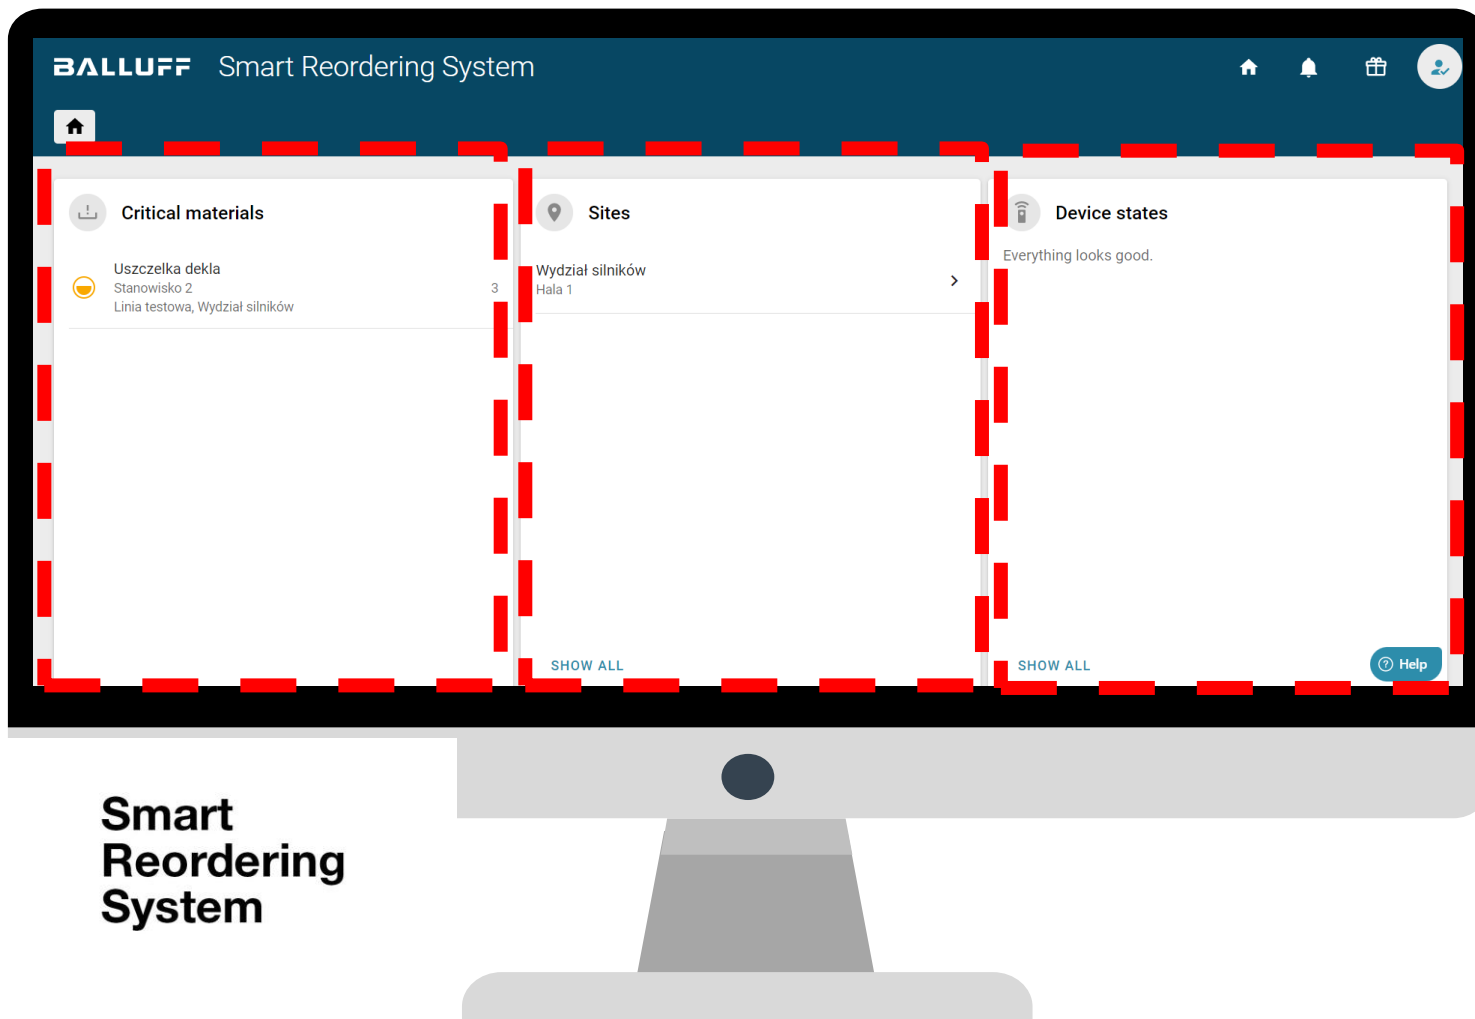 BALLUFF
Smart Reordering System
Critical materials
Uszczelka dekla
Stanowisko 2
3
Linia testowa, Wydział silników
Sites
Wydział silników
Hala 1
SHOW ALL
Device states
Everything looks good.
SHOW ALL
Help
Smart
Reordering
System